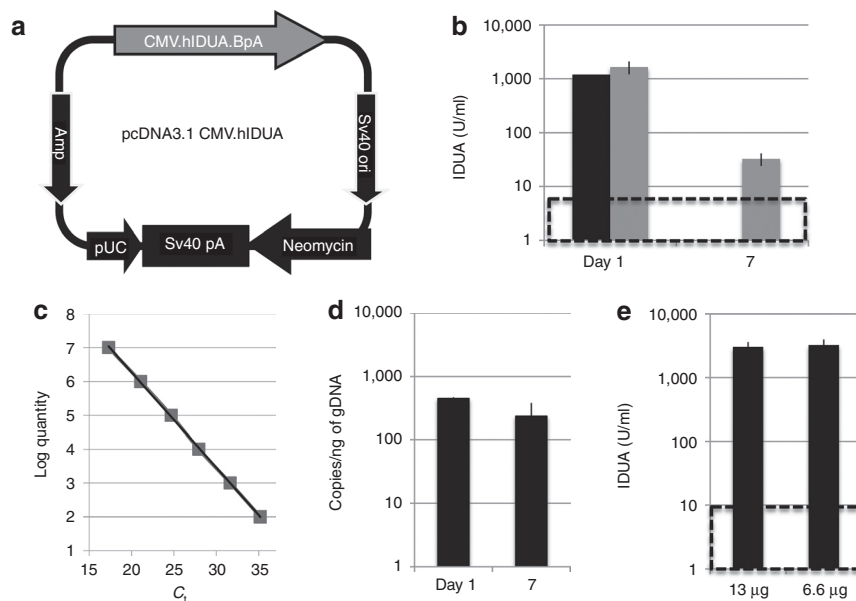 a
CMV.hIDUA.BpA
Amp
pcDNA3.1 CMV.hIDUA
Sv40 ori
pUC
Sv40 pA
Neomycin
b
IDUA (U/ml)
10,000
1,000
100
10
1
Day 1 7
c
Log quantity
8
7
6
5
4
3
2
1
15 20 25 30 35
Ct
d
Copies/ng of gDNA
10,000
1,000
100
10
1
Day 1 7
e
IDUA (U/ml)
10,000
1,000
100
10
1
13 µg 6.6 µg